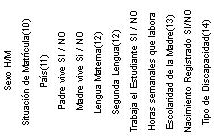 Sexo H/M
Situación de Matrícula(10)
País(11)
Padre vive SI / NO
Madre vive SI / NO
Lengua Materna(12)
Segunda Lengua(12)
Trabaja el Estudiante SI / NO
Horas semanales que labora
Escolaridad de la Madre(13)
Nacimiento Registrado SI/NO
Tipo de Discapacidad(14)